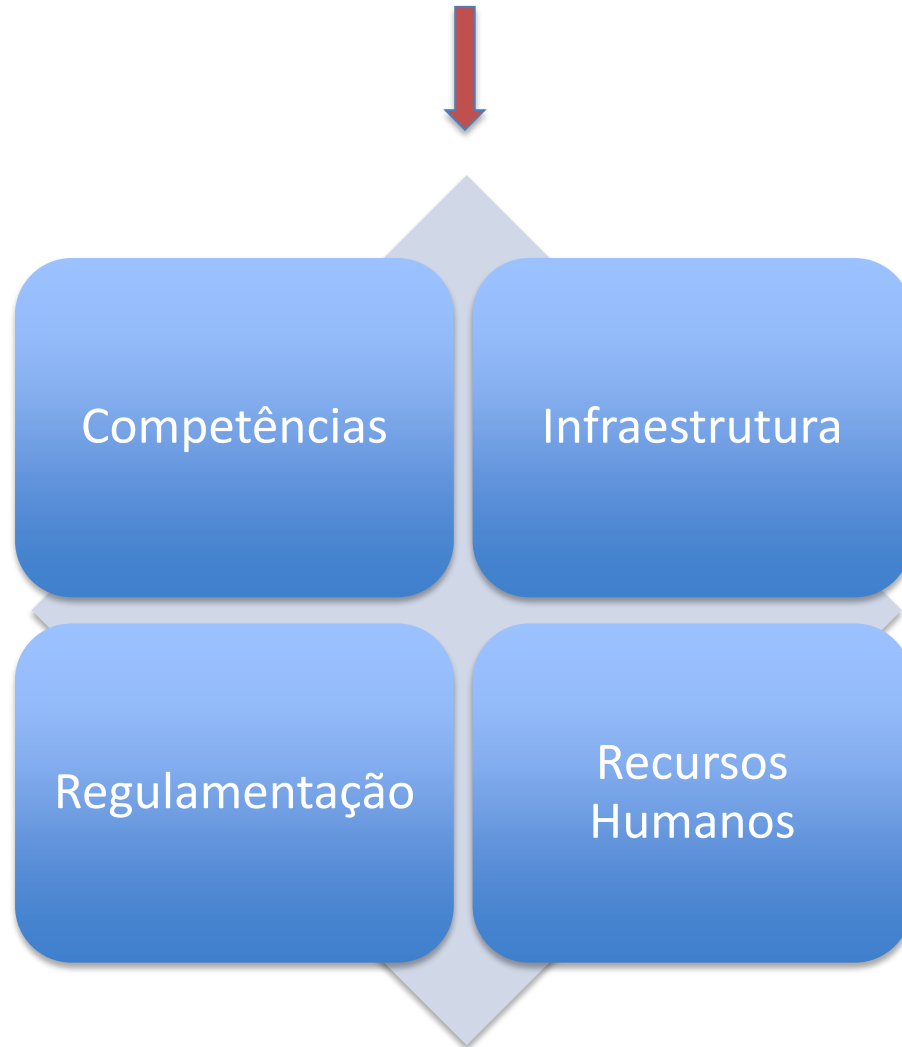 Competências
Infraestrutura
Regulamentação
Recursos
Humanos